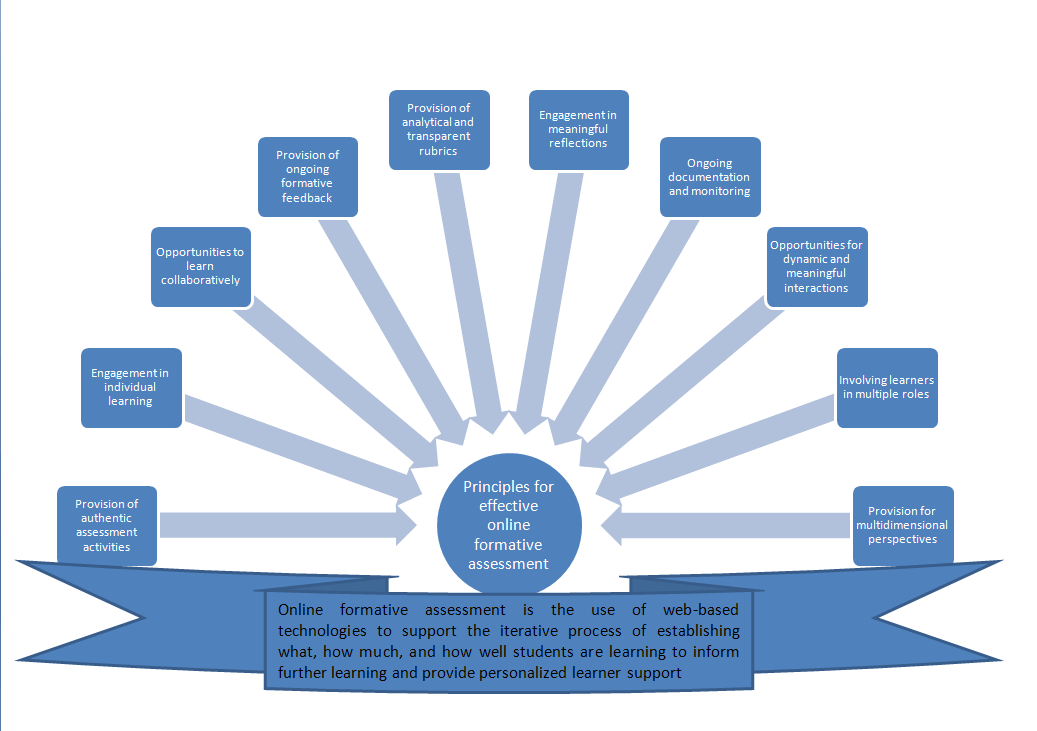 Provision of
analytical and
transparent
rubrics
Engagement in
meaningful
reflections
Provision of
ongoing
formative
feedback
Ongoing
documentation
and monitoring
Opportunities to
learn
collaboratively
Opportunities for
dynamic and
meaningful
interactions
Engagement in
individual
learning
Involving learners
in multiple roles
Provision of
authentic
assessment
activities
Principles for
effective
online
formative
assessment
Provision for
multidimensional
perspectives
Online formative assessment is the use of web-based
technologies to support the iterative process of establishing
what, how much, and how well students are learning to inform
further learning and provide personalized learner support